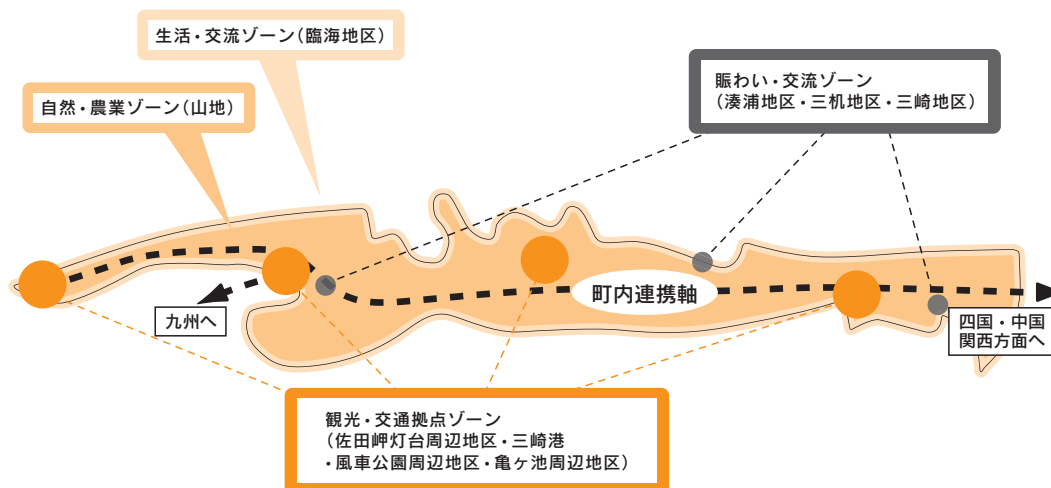 生活・交流ゾーン（臨海地区）
自然・農業ゾーン（山地）
賑わい・交流ゾーン
（湊浦地区・三机地区・三崎地区）
町内連携軸
九州へ
四国・中国
関西方面へ
観光・交通拠点ゾーン
（佐田岬灯台周辺地区・三崎港
・風車公園周辺地区・亀ヶ池周辺地区）